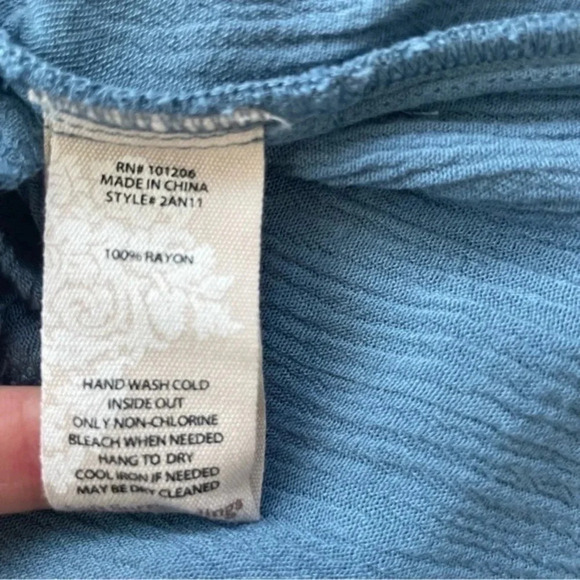 RN# 101206
MADE IN CHINA
STYLE# 2AN11
100% RAYON
HAND WASH COLD
INSIDE OUT
ONLY NON-CHLORINE
BLEACH WHEN NEEDED
HANG TO DRY
COOL IRON IF NEEDED
MAY BE DRY CLEANED